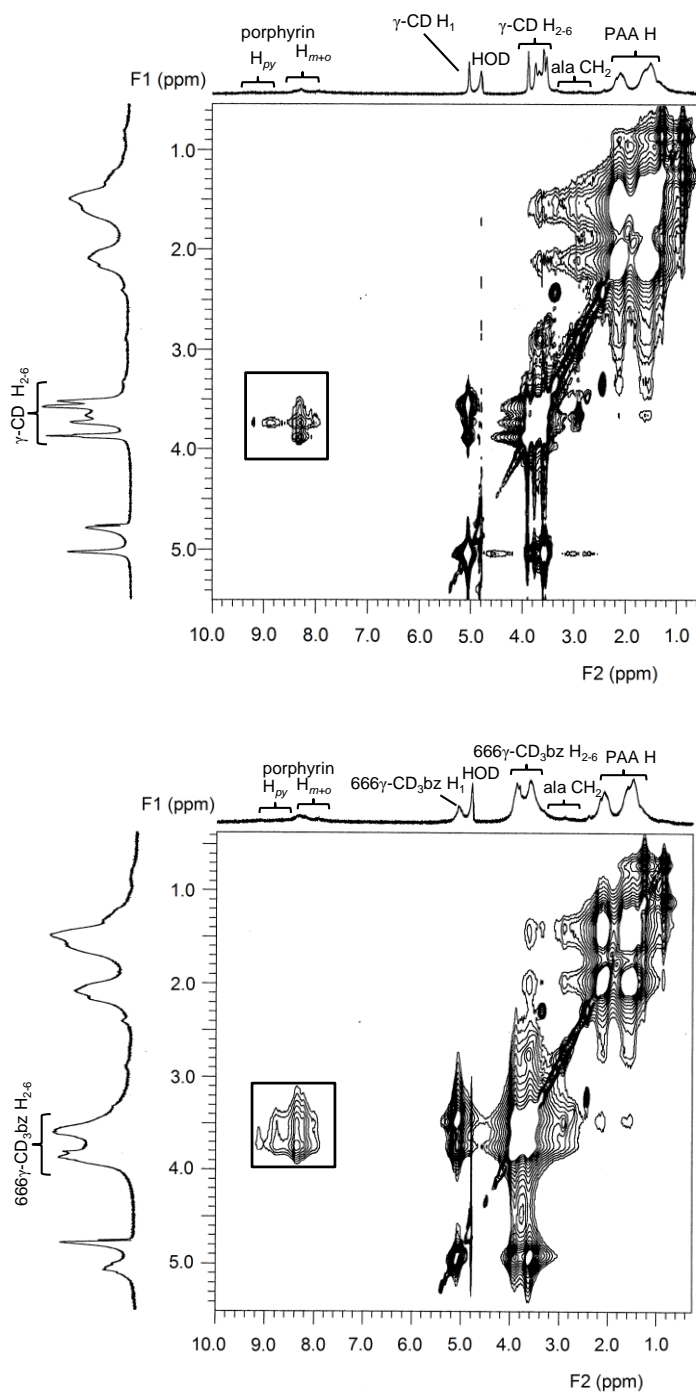 porphyrin
H_py H_m+o
γ-CD H₁
HOD
γ-CD H₂₋₆
ala CH₂
PAA H
F1 (ppm)
1.0
2.0
3.0
4.0
5.0
γ-CD H₂₋₆
10.0 9.0 8.0 7.0 6.0 5.0 4.0 3.0 2.0 1.0
F2 (ppm)
porphyrin
H_py H_m+o
666γ-CD₃bz H₁
HOD
666γ-CD₃bz H₂₋₆
ala CH₂
PAA H
F1 (ppm)
1.0
2.0
3.0
4.0
5.0
666γ-CD₃bz H₂₋₆
10.0 9.0 8.0 7.0 6.0 5.0 4.0 3.0 2.0 1.0
F2 (ppm)